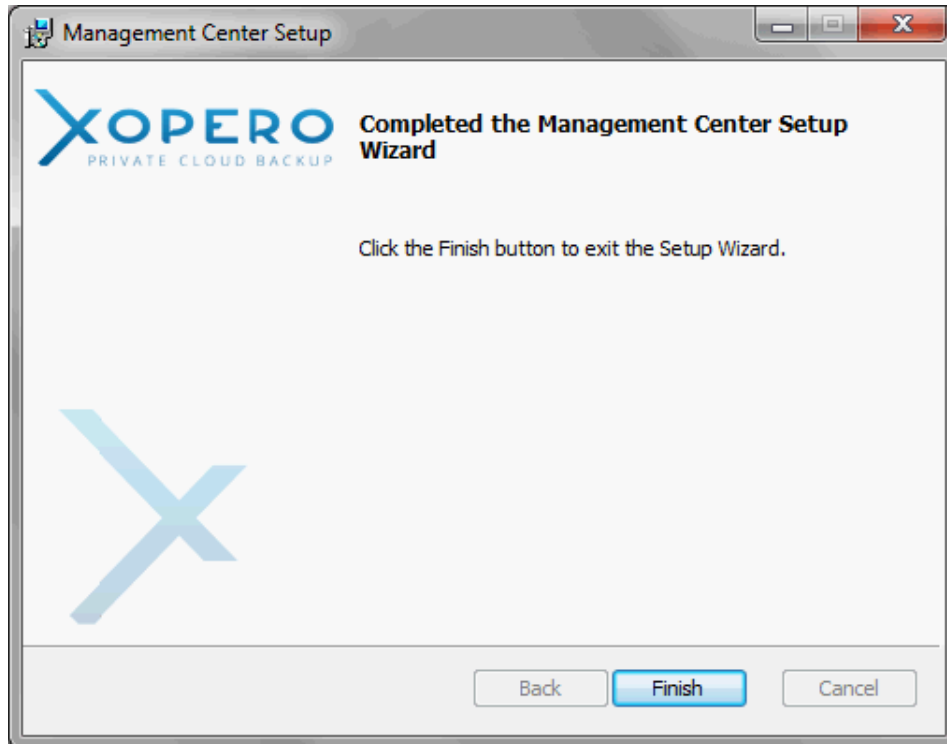 Management Center Setup
XOPERO
PRIVATE CLOUD BACKUP
Completed the Management Center Setup
Wizard
Click the Finish button to exit the Setup Wizard.
Back
Finish
Cancel